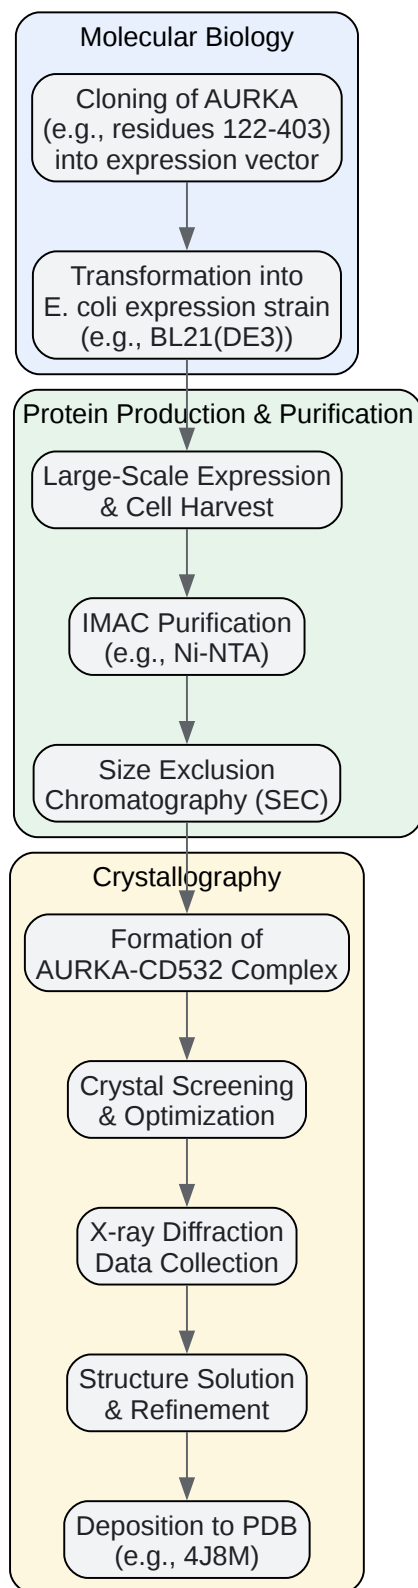 Molecular Biology
Cloning of AURKA
(e.g., residues 122-403)
into expression vector
Transformation into
E. coli expression strain
(e.g., BL21(DE3))
Protein Production & Purification
Large-Scale Expression
& Cell Harvest
IMAC Purification
(e.g., Ni-NTA)
Size Exclusion
Chromatography (SEC)
Crystallography
Formation of
AURKA-CD532 Complex
Crystal Screening
& Optimization
X-ray Diffraction
Data Collection
Structure Solution
& Refinement
Deposition to PDB
(e.g., 4J8M)